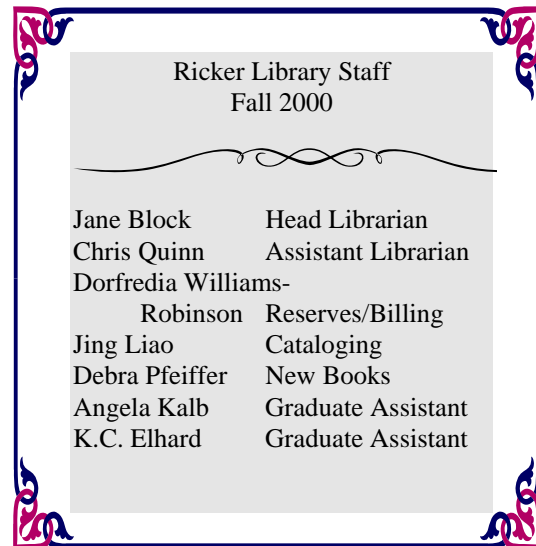 Ricker Library Staff
Fall 2000
Jane Block Head Librarian
Chris Quinn Assistant Librarian
Dorfredia Williams-
Robinson Reserves/Billing
Jing Liao Cataloging
Debra Pfeiffer New Books
Angela Kalb Graduate Assistant
K.C. Elhard Graduate Assistant